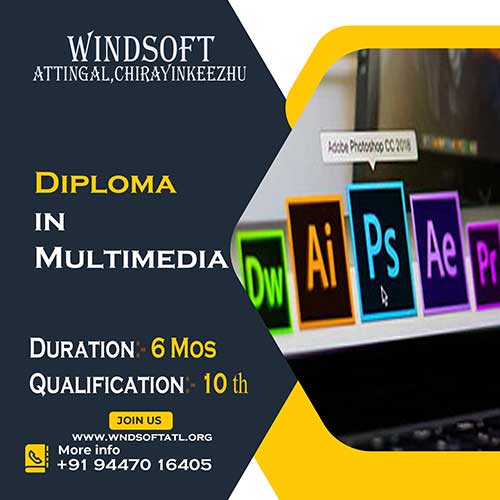 WINDSOFT
ATTINGAL,CHIRAYINKEEZHU
Adobe Photoshop CC 2018
DIPLOMA
IN
MULTIMEDIA
Dw Ai Ps Ae Pr
DURATION:- 6 MOS
QUALIFICATION:- 10 th
JOIN US
WWW.WNDSOFTATL.ORG
More info
+91 94470 16405